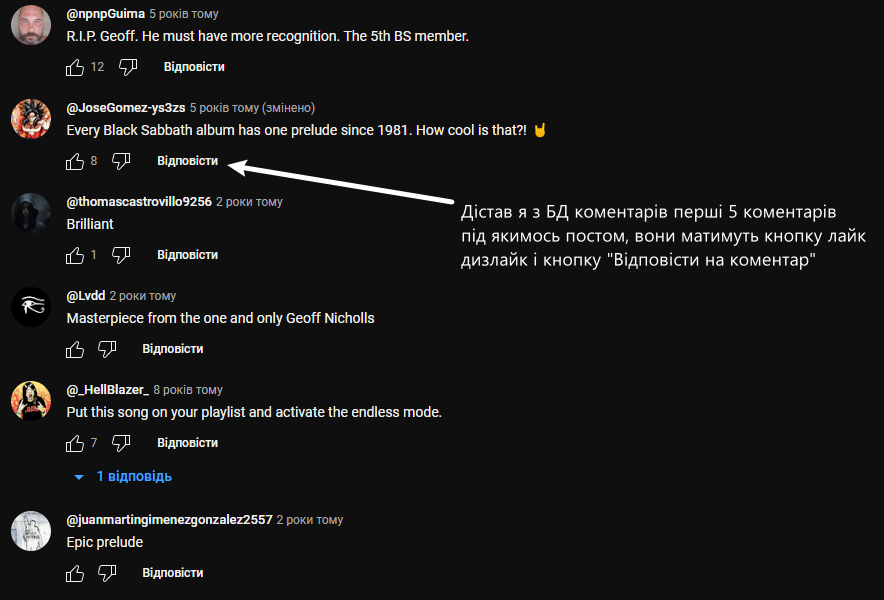 @npnpGuima 5 років тому
R.I.P. Geoff. He must have more recognition. The 5th BS member.
12 Відповісти
@JoseGomez-ys3zs 5 років тому (змінено)
Every Black Sabbath album has one prelude since 1981. How cool is that?! 🤘
8 Відповісти
@thomascastrovillo9256 2 роки тому
Brilliant
1 Відповісти
Дістав я з БД коментарів перші 5 коментарів
під якимось постом, вони матимуть кнопку лайк
дизлайк і кнопку "Відповісти на коментар"
@Lvdd 2 роки тому
Masterpiece from the one and only Geoff Nicholls
Відповісти
@_HellBlazer_ 8 років тому
Put this song on your playlist and activate the endless mode.
7 Відповісти
1 відповідь
@juanmartingimenezgonzalez2557 2 роки тому
Epic prelude
Відповісти